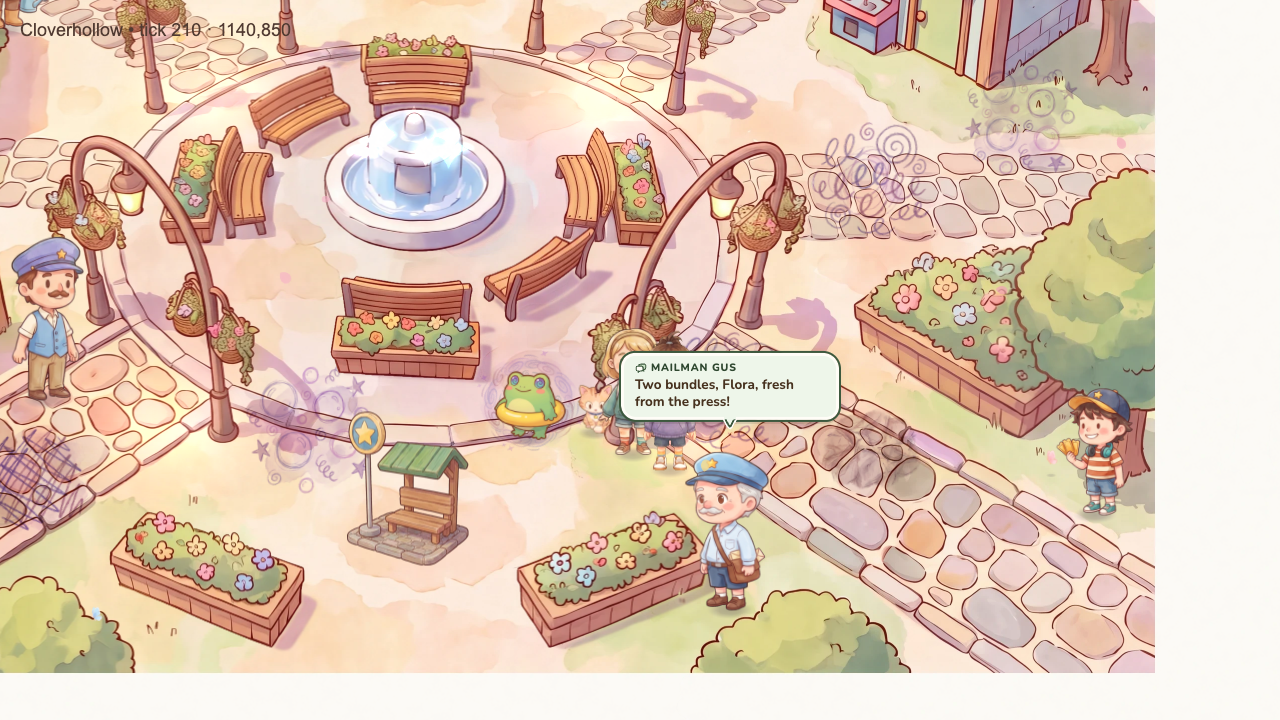 Cloverhollow • tick 210 · 1140,850
MAILMAN GUS
Two bundles, Flora, fresh
from the press!